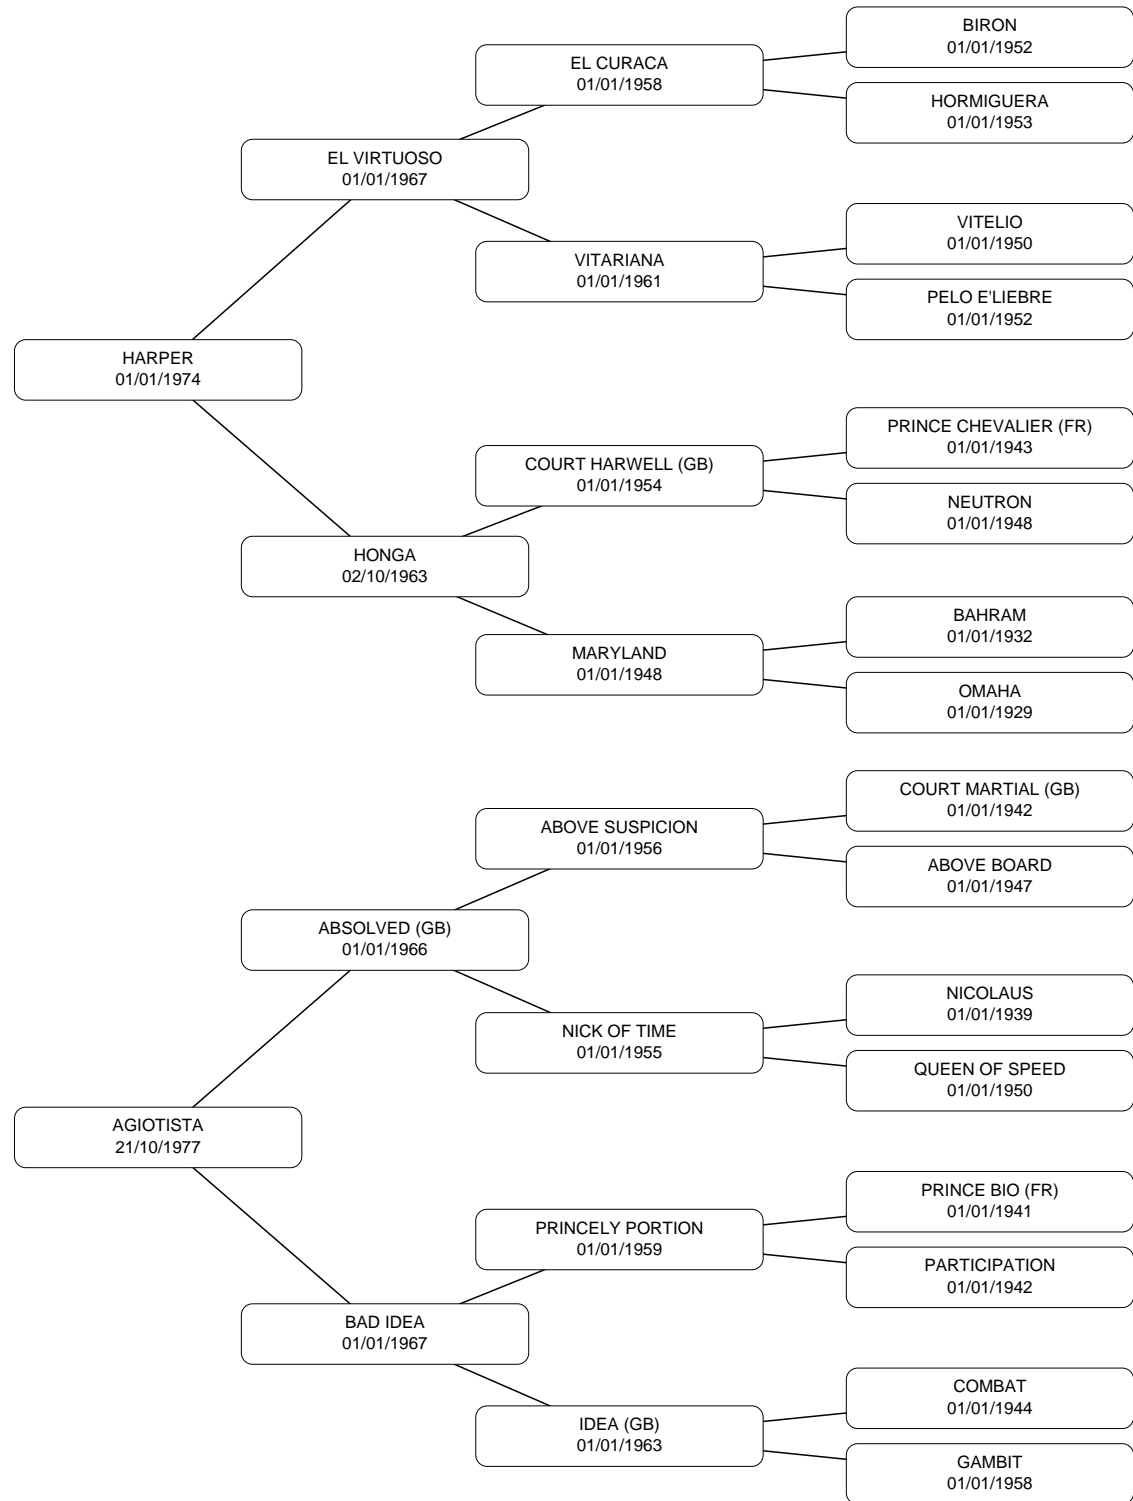 BIRON
01/01/1952
EL CURACA
01/01/1958
HORMIGUERA
01/01/1953
EL VIRTUOSO
01/01/1967
VITELIO
01/01/1950
VITARIANA
01/01/1961
PELO E'LIEBRE
01/01/1952
HARPER
01/01/1974
PRINCE CHEVALIER (FR)
01/01/1943
COURT HARWELL (GB)
01/01/1954
NEUTRON
01/01/1948
HONGA
02/10/1963
BAHRAM
01/01/1932
MARYLAND
01/01/1948
OMAHA
01/01/1929
COURT MARTIAL (GB)
01/01/1942
ABOVE SUSPICION
01/01/1956
ABOVE BOARD
01/01/1947
ABSOLVED (GB)
01/01/1966
NICOLAUS
01/01/1939
NICK OF TIME
01/01/1955
QUEEN OF SPEED
01/01/1950
AGIOTISTA
21/10/1977
PRINCE BIO (FR)
01/01/1941
PRINCELY PORTION
01/01/1959
PARTICIPATION
01/01/1942
BAD IDEA
01/01/1967
COMBAT
01/01/1944
IDEA (GB)
01/01/1963
GAMBIT
01/01/1958